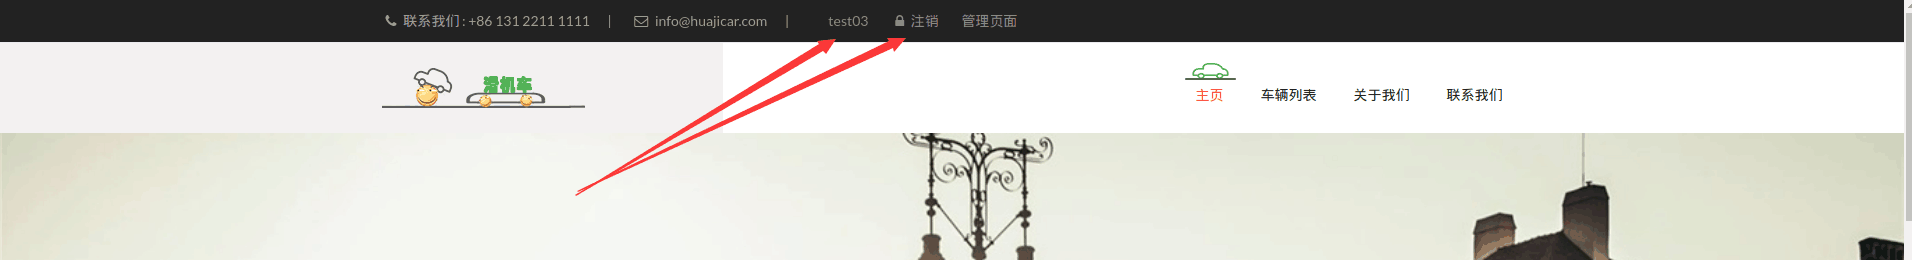 联系我们 : +86 131 2211 1111 | info@huajicar.com | test03 注销 管理页面
滑机车
主页 车辆列表 关于我们 联系我们